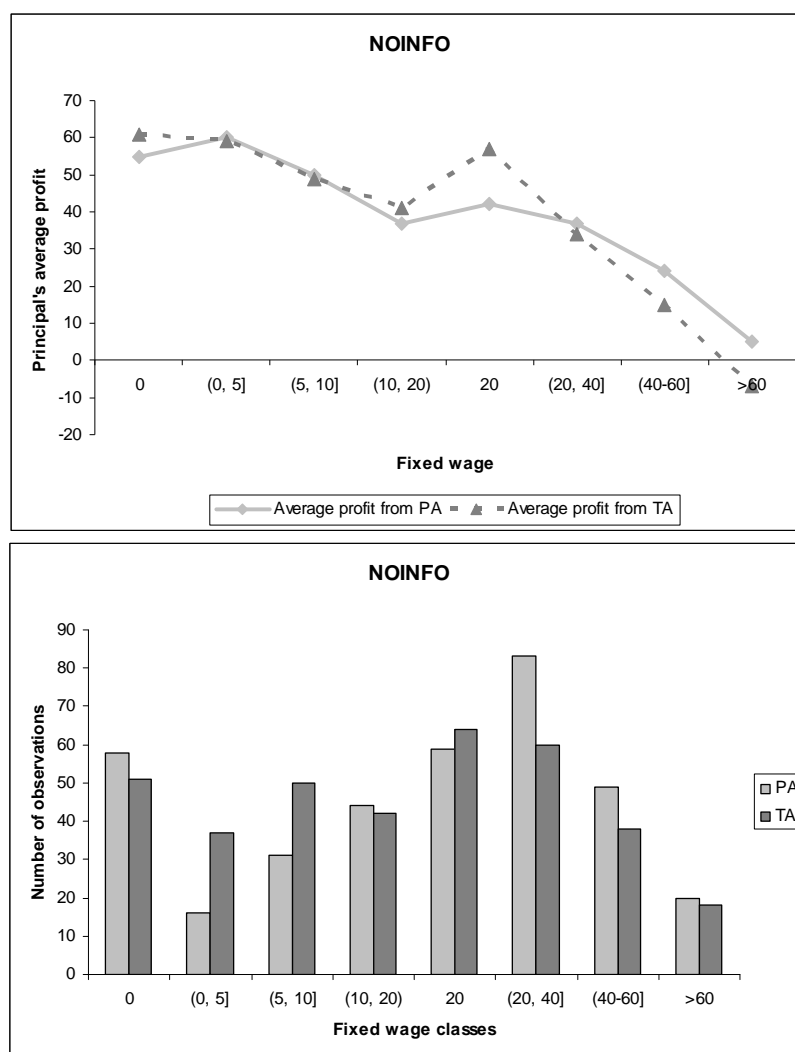 NOINFO
70
60
50
40
30
20
10
0
-10
-20
Principal's average profit
0 (0, 5] (5, 10] (10, 20) 20 (20, 40] (40-60] >60
Fixed wage
Average profit from PA Average profit from TA
NOINFO
90
80
70
60
50
40
30
20
10
0
Number of observations
0 (0, 5] (5, 10] (10, 20) 20 (20, 40] (40-60] >60
Fixed wage classes
PA
TA